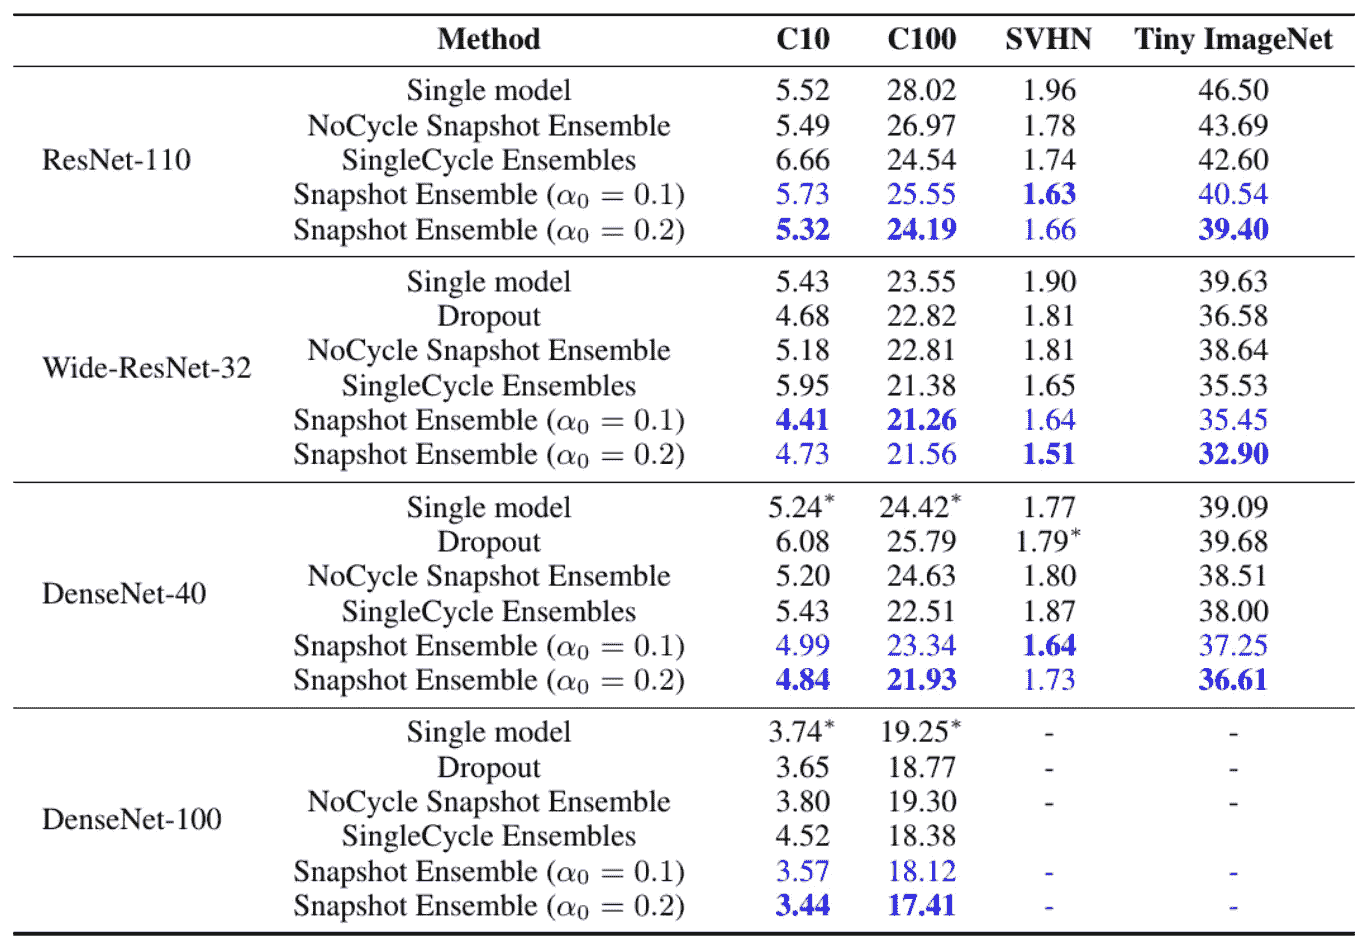 Method C10 C100 SVHN Tiny ImageNet
Single model 5.52 28.02 1.96 46.50
NoCycle Snapshot Ensemble 5.49 26.97 1.78 43.69
ResNet-110 SingleCycle Ensembles 6.66 24.54 1.74 42.60
Snapshot Ensemble (α₀ = 0.1) 5.73 25.55 1.63 40.54
Snapshot Ensemble (α₀ = 0.2) 5.32 24.19 1.66 39.40
Single model 5.43 23.55 1.90 39.63
Dropout 4.68 22.82 1.81 36.58
NoCycle Snapshot Ensemble 5.18 22.81 1.81 38.64
Wide-ResNet-32 SingleCycle Ensembles 5.95 21.38 1.65 35.53
Snapshot Ensemble (α₀ = 0.1) 4.41 21.26 1.64 35.45
Snapshot Ensemble (α₀ = 0.2) 4.73 21.56 1.51 32.90
Single model 5.24* 24.42* 1.77 39.09
Dropout 6.08 25.79 1.79* 39.68
NoCycle Snapshot Ensemble 5.20 24.63 1.80 38.51
DenseNet-40 SingleCycle Ensembles 5.43 22.51 1.87 38.00
Snapshot Ensemble (α₀ = 0.1) 4.99 23.34 1.64 37.25
Snapshot Ensemble (α₀ = 0.2) 4.84 21.93 1.73 36.61
Single model 3.74* 19.25* - -
Dropout 3.65 18.77 - -
NoCycle Snapshot Ensemble 3.80 19.30 - -
DenseNet-100 SingleCycle Ensembles 4.52 18.38
Snapshot Ensemble (α₀ = 0.1) 3.57 18.12 - -
Snapshot Ensemble (α₀ = 0.2) 3.44 17.41 - -